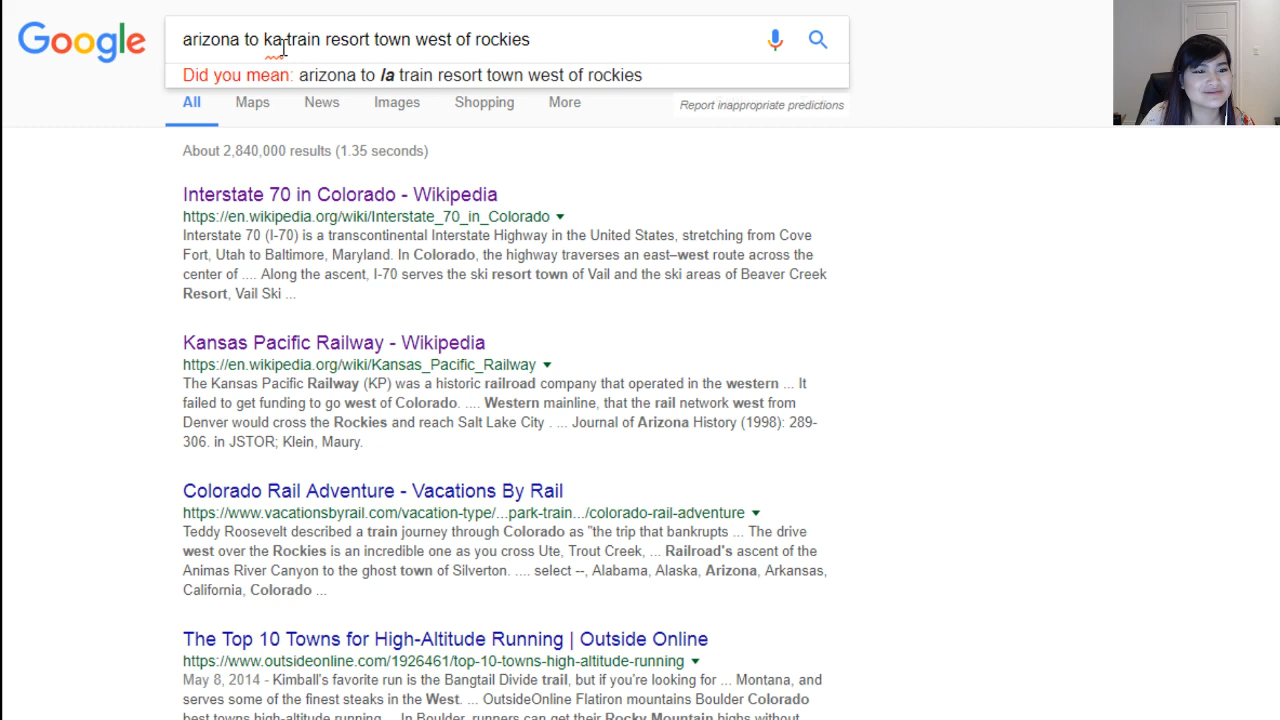 Google
arizona to ka train resort town west of rockies
Did you mean: arizona to la train resort town west of rockies
All Maps News Images Shopping More Report inappropriate predictions
About 2,840,000 results (1.35 seconds)
Interstate 70 in Colorado - Wikipedia
https://en.wikipedia.org/wiki/Interstate_70_in_Colorado
Interstate 70 (I-70) is a transcontinental Interstate Highway in the United States, stretching from Cove
Fort, Utah to Baltimore, Maryland. In Colorado, the highway traverses an east–west route across the
center of .... Along the ascent, I-70 serves the ski resort town of Vail and the ski areas of Beaver Creek
Resort, Vail Ski ...
Kansas Pacific Railway - Wikipedia
https://en.wikipedia.org/wiki/Kansas_Pacific_Railway
The Kansas Pacific Railway (KP) was a historic railroad company that operated in the western ... It
failed to get funding to go west of Colorado. .... Western mainline, that the rail network west from
Denver would cross the Rockies and reach Salt Lake City . ... Journal of Arizona History (1998): 289-
306. in JSTOR; Klein, Maury.
Colorado Rail Adventure - Vacations By Rail
https://www.vacationsbyrail.com/vacation-type/...park-train.../colorado-rail-adventure
Teddy Roosevelt described a train journey through Colorado as "the trip that bankrupts ... The drive
west over the Rockies is an incredible one as you cross Ute, Trout Creek, ... Railroad's ascent of the
Animas River Canyon to the ghost town of Silverton. .... select --, Alabama, Alaska, Arizona, Arkansas,
California, Colorado ...
The Top 10 Towns for High-Altitude Running | Outside Online
https://www.outsideonline.com/1926461/top-10-towns-high-altitude-running
May 8, 2014 - Kimball's favorite run is the Bangtail Divide trail, but if you're looking for ... Montana, and
serves some of the finest steaks in the West. ... OutsideOnline Flatiron mountains Boulder Colorado
best towns high-altitude running ... In Boulder, runners can get their Rocky Mountain highs without